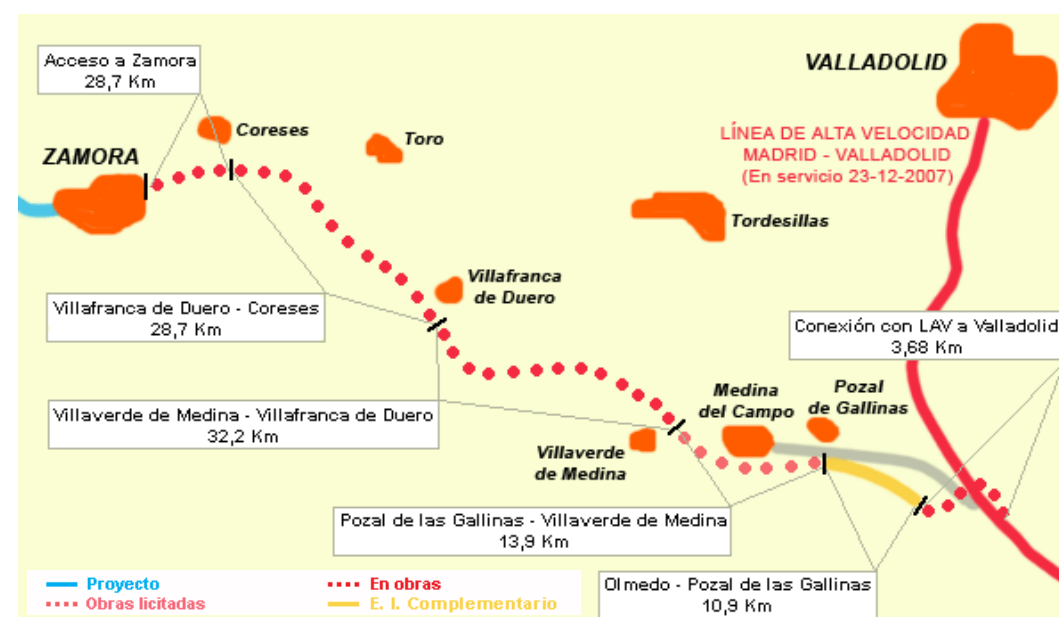 Acceso a Zamora
28,7 Km
VALLADOLID
Coreses
Toro
ZAMORA
LÍNEA DE ALTA VELOCIDAD
MADRID - VALLADOLID
(En servicio 23-12-2007)
Tordesillas
Villafranca
de Duero
Villafranca de Duero - Coreses
28,7 Km
Conexión con LAV a Valladolid
3,68 Km
Villaverde de Medina - Villafranca de Duero
32,2 Km
Medina
del Campo
Pozal
de Gallinas
Villaverde
de Medina
Pozal de las Gallinas - Villaverde de Medina
13,9 Km
Olmedo - Pozal de las Gallinas
10,9 Km
Proyecto
En obras
Obras licitadas
E. I. Complementario